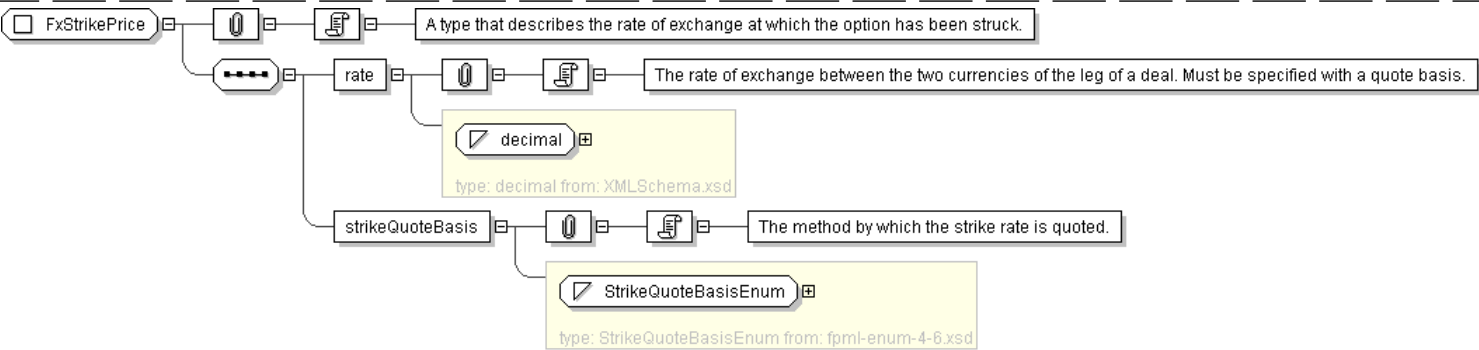 FxStrikePrice
A type that describes the rate of exchange at which the option has been struck.
rate
The rate of exchange between the two currencies of the leg of a deal. Must be specified with a quote basis.
decimal
type: decimal from: XMLSchema.xsd
strikeQuoteBasis
The method by which the strike rate is quoted.
StrikeQuoteBasisEnum
type: StrikeQuoteBasisEnum from: fpml-enum-4-6.xsd